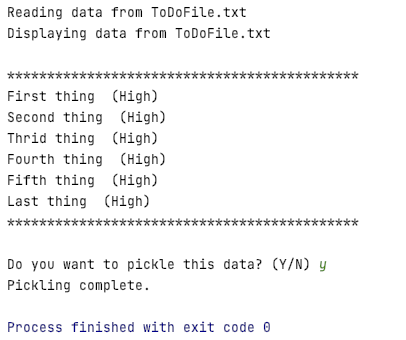 Reading data from ToDoFile.txt
Displaying data from ToDoFile.txt
********************************************
First thing  (High)
Second thing  (High)
Thrid thing  (High)
Fourth thing  (High)
Fifth thing  (High)
Last thing  (High)
********************************************
Do you want to pickle this data? (Y/N) y
Pickling complete.
Process finished with exit code 0